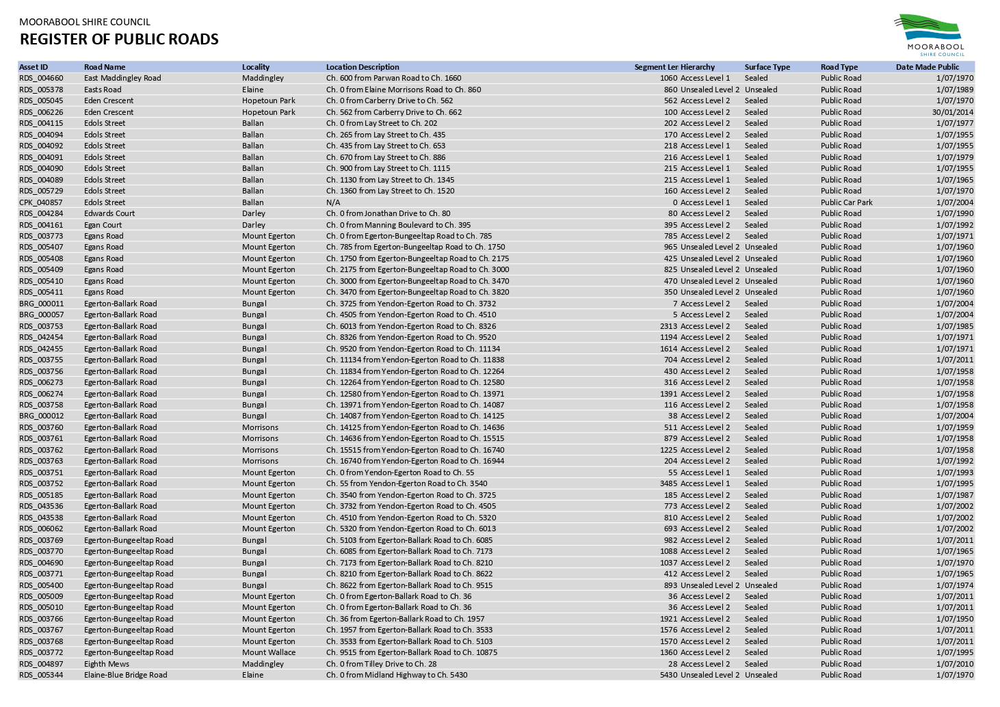 MOORABOOL SHIRE COUNCIL
REGISTER OF PUBLIC ROADS
MOORABOOL
SHIRE COUNCIL
Asset ID Road Name Locality Location Description Segment Len Hierarchy Surface Type Road Type Date Made Public
RDS_004660 East Maddingley Road Maddingley Ch. 600 from Parwan Road to Ch. 1660 1060 Access Level 1 Sealed Public Road 1/07/1970
RDS_005378 Easts Road Elaine Ch. 0 from Elaine Morrisons Road to Ch. 860 860 Unsealed Level 2 Unsealed Public Road 1/07/1989
RDS_005045 Eden Crescent Hopetoun Park Ch. 0 from Carberry Drive to Ch. 562 562 Access Level 2 Sealed Public Road 1/07/1970
RDS_006226 Eden Crescent Hopetoun Park Ch. 562 from Carberry Drive to Ch. 662 100 Access Level 2 Sealed Public Road 30/01/2014
RDS_004115 Edols Street Ballan Ch. 0 from Lay Street to Ch. 202 202 Access Level 2 Sealed Public Road 1/07/1977
RDS_004094 Edols Street Ballan Ch. 265 from Lay Street to Ch. 435 170 Access Level 2 Sealed Public Road 1/07/1955
RDS_004092 Edols Street Ballan Ch. 435 from Lay Street to Ch. 653 218 Access Level 1 Sealed Public Road 1/07/1955
RDS_004091 Edols Street Ballan Ch. 670 from Lay Street to Ch. 886 216 Access Level 1 Sealed Public Road 1/07/1979
RDS_004090 Edols Street Ballan Ch. 900 from Lay Street to Ch. 1115 215 Access Level 1 Sealed Public Road 1/07/1955
RDS_004089 Edols Street Ballan Ch. 1130 from Lay Street to Ch. 1345 215 Access Level 1 Sealed Public Road 1/07/1965
RDS_005729 Edols Street Ballan Ch. 1360 from Lay Street to Ch. 1520 160 Access Level 2 Sealed Public Road 1/07/1970
CPK_040857 Edols Street Ballan N/A 0 Access Level 1 Sealed Public Car Park 1/07/2004
RDS_004284 Edwards Court Darley Ch. 0 from Jonathan Drive to Ch. 80 80 Access Level 2 Sealed Public Road 1/07/1990
RDS_004161 Egan Court Darley Ch. 0 from Manning Boulevard to Ch. 395 395 Access Level 2 Sealed Public Road 1/07/1992
RDS_003773 Egans Road Mount Egerton Ch. 0 from Egerton-Bungeeltap Road to Ch. 785 785 Access Level 2 Sealed Public Road 1/07/1971
RDS_005407 Egans Road Mount Egerton Ch. 785 from Egerton-Bungeeltap Road to Ch. 1750 965 Unsealed Level 2 Unsealed Public Road 1/07/1960
RDS_005408 Egans Road Mount Egerton Ch. 1750 from Egerton-Bungeeltap Road to Ch. 2175 425 Unsealed Level 2 Unsealed Public Road 1/07/1960
RDS_005409 Egans Road Mount Egerton Ch. 2175 from Egerton-Bungeeltap Road to Ch. 3000 825 Unsealed Level 2 Unsealed Public Road 1/07/1960
RDS_005410 Egans Road Mount Egerton Ch. 3000 from Egerton-Bungeeltap Road to Ch. 3470 470 Unsealed Level 2 Unsealed Public Road 1/07/1960
RDS_005411 Egans Road Mount Egerton Ch. 3470 from Egerton-Bungeeltap Road to Ch. 3820 350 Unsealed Level 2 Unsealed Public Road 1/07/1960
BRG_000011 Egerton-Ballark Road Bungal Ch. 3725 from Yendon-Egerton Road to Ch. 3732 7 Access Level 2 Sealed Public Road 1/07/2004
BRG_000057 Egerton-Ballark Road Bungal Ch. 4505 from Yendon-Egerton Road to Ch. 4510 5 Access Level 2 Sealed Public Road 1/07/2004
RDS_003753 Egerton-Ballark Road Bungal Ch. 6013 from Yendon-Egerton Road to Ch. 8326 2313 Access Level 2 Sealed Public Road 1/07/1985
RDS_042454 Egerton-Ballark Road Bungal Ch. 8326 from Yendon-Egerton Road to Ch. 9520 1194 Access Level 2 Sealed Public Road 1/07/1971
RDS_042455 Egerton-Ballark Road Bungal Ch. 9520 from Yendon-Egerton Road to Ch. 11134 1614 Access Level 2 Sealed Public Road 1/07/1971
RDS_003755 Egerton-Ballark Road Bungal Ch. 11134 from Yendon-Egerton Road to Ch. 11838 704 Access Level 2 Sealed Public Road 1/07/2011
RDS_003756 Egerton-Ballark Road Bungal Ch. 11834 from Yendon-Egerton Road to Ch. 12264 430 Access Level 2 Sealed Public Road 1/07/1958
RDS_006273 Egerton-Ballark Road Bungal Ch. 12264 from Yendon-Egerton Road to Ch. 12580 316 Access Level 2 Sealed Public Road 1/07/1958
RDS_006274 Egerton-Ballark Road Bungal Ch. 12580 from Yendon-Egerton Road to Ch. 13971 1391 Access Level 2 Sealed Public Road 1/07/1958
RDS_003758 Egerton-Ballark Road Bungal Ch. 13971 from Yendon-Egerton Road to Ch. 14087 116 Access Level 2 Sealed Public Road 1/07/1958
BRG_000012 Egerton-Ballark Road Bungal Ch. 14087 from Yendon-Egerton Road to Ch. 14125 38 Access Level 2 Sealed Public Road 1/07/2004
RDS_003760 Egerton-Ballark Road Morrisons Ch. 14125 from Yendon-Egerton Road to Ch. 14636 511 Access Level 2 Sealed Public Road 1/07/1959
RDS_003761 Egerton-Ballark Road Morrisons Ch. 14636 from Yendon-Egerton Road to Ch. 15515 879 Access Level 2 Sealed Public Road 1/07/1958
RDS_003762 Egerton-Ballark Road Morrisons Ch. 15515 from Yendon-Egerton Road to Ch. 16740 1225 Access Level 2 Sealed Public Road 1/07/1958
RDS_003763 Egerton-Ballark Road Morrisons Ch. 16740 from Yendon-Egerton Road to Ch. 16944 204 Access Level 2 Sealed Public Road 1/07/1992
RDS_003751 Egerton-Ballark Road Mount Egerton Ch. 0 from Yendon-Egerton Road to Ch. 55 55 Access Level 1 Sealed Public Road 1/07/1993
RDS_003752 Egerton-Ballark Road Mount Egerton Ch. 55 from Yendon-Egerton Road to Ch. 3540 3485 Access Level 1 Sealed Public Road 1/07/1995
RDS_005185 Egerton-Ballark Road Mount Egerton Ch. 3540 from Yendon-Egerton Road to Ch. 3725 185 Access Level 2 Sealed Public Road 1/07/1987
RDS_043536 Egerton-Ballark Road Mount Egerton Ch. 3732 from Yendon-Egerton Road to Ch. 4505 773 Access Level 2 Sealed Public Road 1/07/2002
RDS_043538 Egerton-Ballark Road Mount Egerton Ch. 4510 from Yendon-Egerton Road to Ch. 5320 810 Access Level 2 Sealed Public Road 1/07/2002
RDS_006062 Egerton-Ballark Road Mount Egerton Ch. 5320 from Yendon-Egerton Road to Ch. 6013 693 Access Level 2 Sealed Public Road 1/07/2002
RDS_003769 Egerton-Bungeeltap Road Bungal Ch. 5103 from Egerton-Ballark Road to Ch. 6085 982 Access Level 2 Sealed Public Road 1/07/2011
RDS_003770 Egerton-Bungeeltap Road Bungal Ch. 6085 from Egerton-Ballark Road to Ch. 7173 1088 Access Level 2 Sealed Public Road 1/07/1965
RDS_004690 Egerton-Bungeeltap Road Bungal Ch. 7173 from Egerton-Ballark Road to Ch. 8210 1037 Access Level 2 Sealed Public Road 1/07/1970
RDS_003771 Egerton-Bungeeltap Road Bungal Ch. 8210 from Egerton-Ballark Road to Ch. 8622 412 Access Level 2 Sealed Public Road 1/07/1965
RDS_005400 Egerton-Bungeeltap Road Bungal Ch. 8622 from Egerton-Ballark Road to Ch. 9515 893 Unsealed Level 2 Unsealed Public Road 1/07/1974
RDS_005009 Egerton-Bungeeltap Road Mount Egerton Ch. 0 from Egerton-Ballark Road to Ch. 36 36 Access Level 2 Sealed Public Road 1/07/2011
RDS_005010 Egerton-Bungeeltap Road Mount Egerton Ch. 0 from Egerton-Ballark Road to Ch. 36 36 Access Level 2 Sealed Public Road 1/07/2011
RDS_003766 Egerton-Bungeeltap Road Mount Egerton Ch. 36 from Egerton-Ballark Road to Ch. 1957 1921 Access Level 2 Sealed Public Road 1/07/1950
RDS_003767 Egerton-Bungeeltap Road Mount Egerton Ch. 1957 from Egerton-Ballark Road to Ch. 3533 1576 Access Level 2 Sealed Public Road 1/07/2011
RDS_003768 Egerton-Bungeeltap Road Mount Egerton Ch. 3533 from Egerton-Ballark Road to Ch. 5103 1570 Access Level 2 Sealed Public Road 1/07/2011
RDS_003772 Egerton-Bungeeltap Road Mount Wallace Ch. 9515 from Egerton-Ballark Road to Ch. 10875 1360 Access Level 2 Sealed Public Road 1/07/1995
RDS_004897 Eighth Mews Maddingley Ch. 0 from Tilley Drive to Ch. 28 28 Access Level 2 Sealed Public Road 1/07/2010
RDS_005344 Elaine-Blue Bridge Road Elaine Ch. 0 from Midland Highway to Ch. 5430 5430 Unsealed Level 2 Unsealed Public Road 1/07/1970